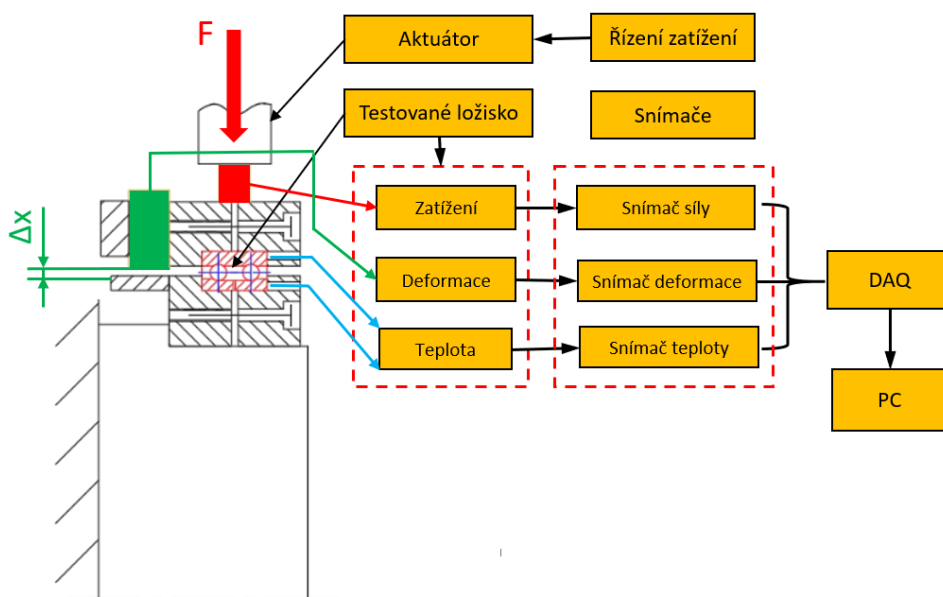 F
Aktuátor
Řízení zatížení
Testované ložisko
Snímače
Δx
Zatížení
Snímač síly
Deformace
Snímač deformace
DAQ
Teplota
Snímač teploty
PC